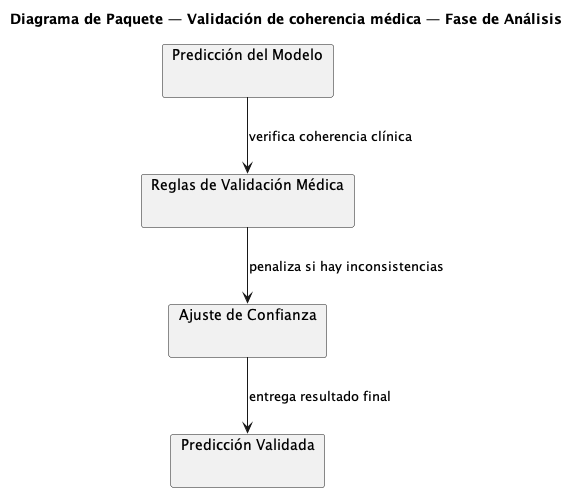 Diagrama de Paquete — Validación de coherencia médica — Fase de Análisis
Predicción del Modelo
verifica coherencia clínica
Reglas de Validación Médica
penaliza si hay inconsistencias
Ajuste de Confianza
entrega resultado final
Predicción Validada